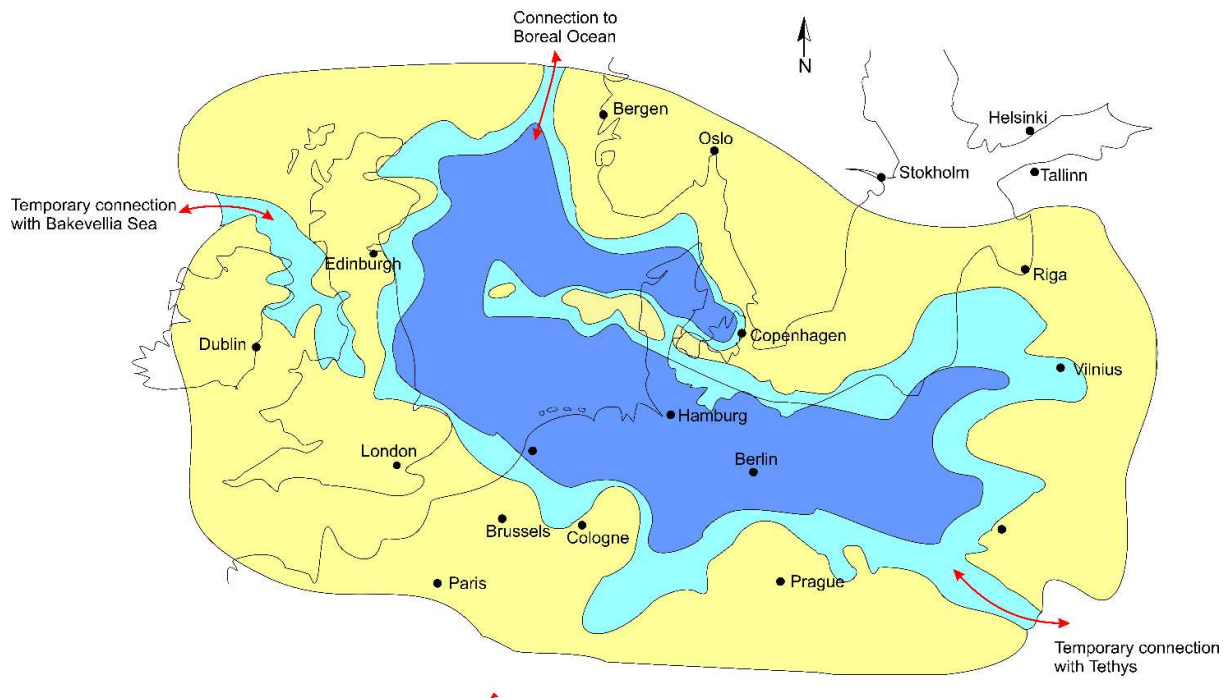 Connection to
Boreal Ocean
N
Bergen
Helsinki
Oslo
Stokholm
Tallinn
Temporary connection
with Bakevellia Sea
Edinburgh
Riga
Dublin
Copenhagen
Vilnius
Hamburg
London
Berlin
Brussels
Cologne
Paris
Prague
Temporary connection
with Tethys